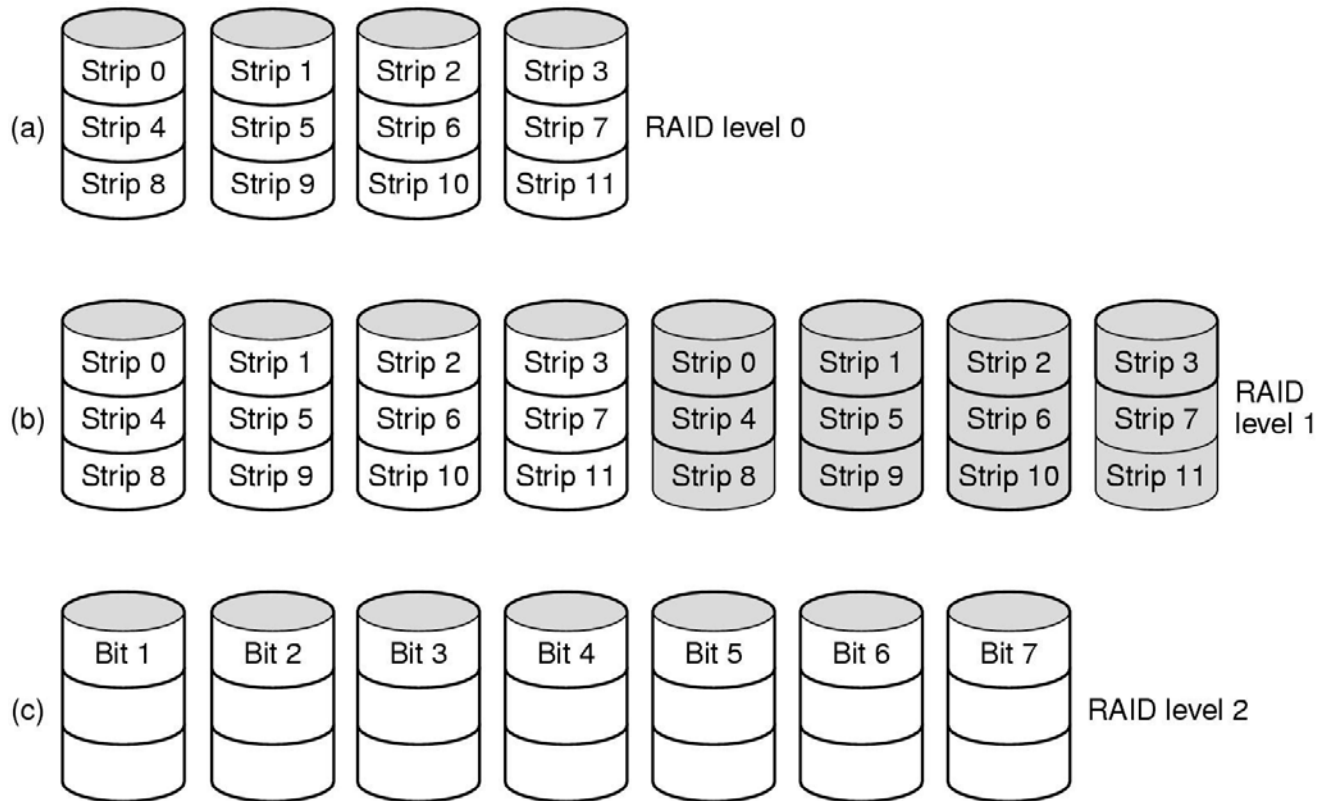 Strip 0 Strip 1 Strip 2 Strip 3
(a) Strip 4 Strip 5 Strip 6 Strip 7 RAID level 0
Strip 8 Strip 9 Strip 10 Strip 11
Strip 0 Strip 1 Strip 2 Strip 3 Strip 0 Strip 1 Strip 2 Strip 3
(b) Strip 4 Strip 5 Strip 6 Strip 7 Strip 4 Strip 5 Strip 6 Strip 7 RAID
level 1
Strip 8 Strip 9 Strip 10 Strip 11 Strip 8 Strip 9 Strip 10 Strip 11
Bit 1 Bit 2 Bit 3 Bit 4 Bit 5 Bit 6 Bit 7
(c) RAID level 2